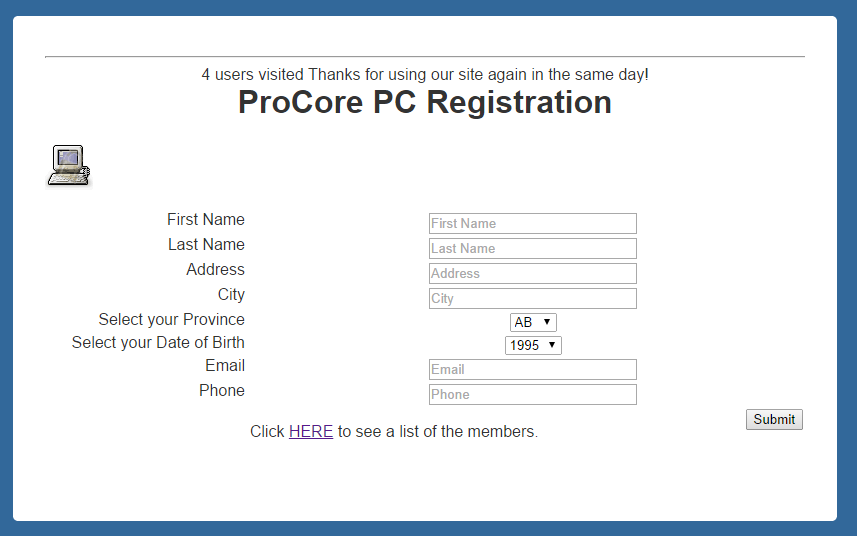 4 users visited Thanks for using our site again in the same day!
ProCore PC Registration
First Name First Name
Last Name Last Name
Address Address
City City
Select your Province AB
Select your Date of Birth 1995
Email Email
Phone Phone
Submit
Click HERE to see a list of the members.